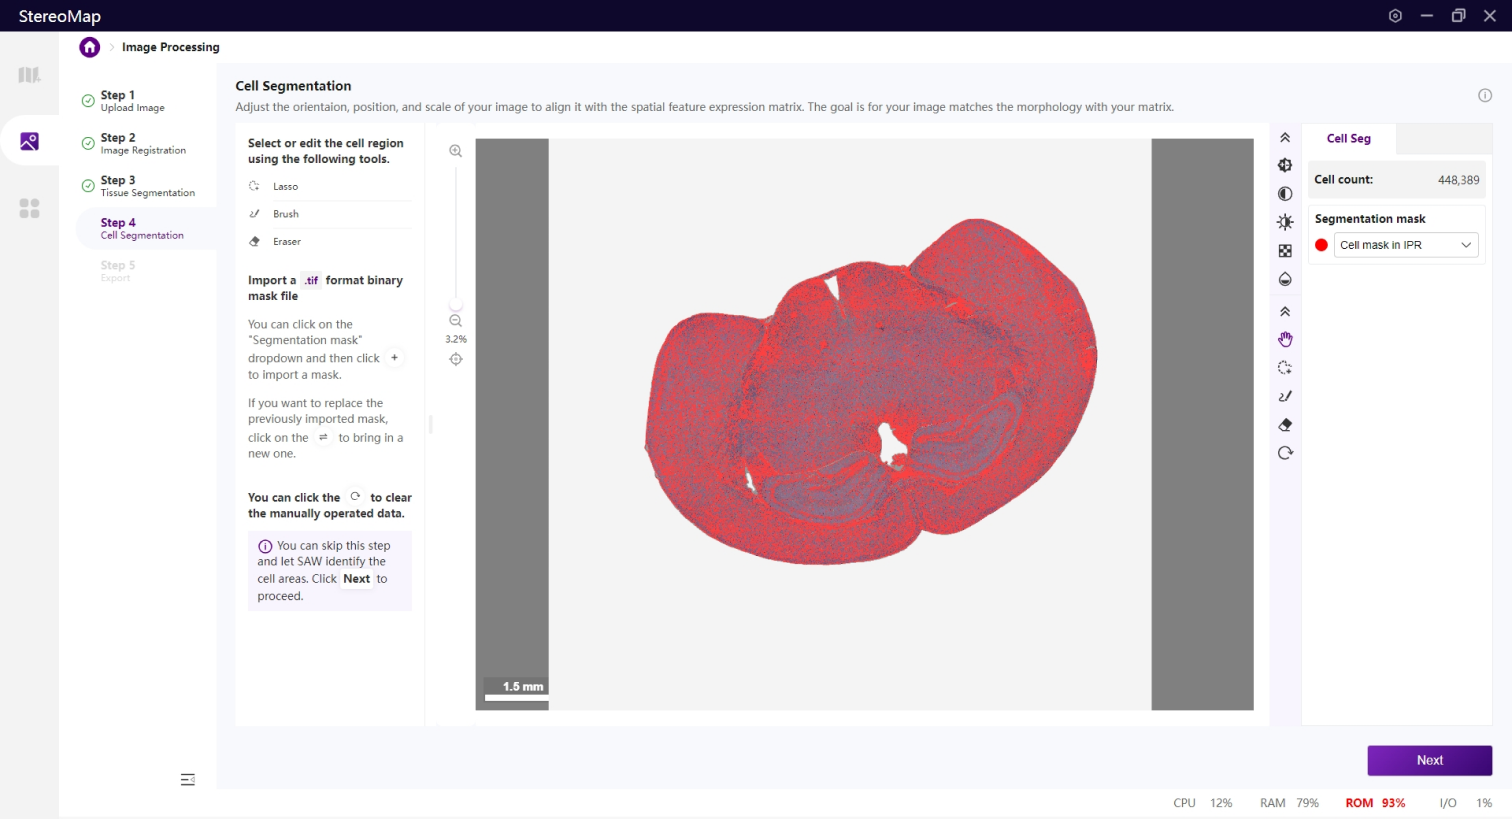 StereoMap
Image Processing
Step 1
Upload Image
Step 2
Image Registration
Step 3
Tissue Segmentation
Step 4
Cell Segmentation
Step 5
Export
Cell Segmentation
Adjust the orientaion, position, and scale of your image to align it with the spatial feature expression matrix. The goal is for your image matches the morphology with your matrix.
Select or edit the cell region
using the following tools.
Lasso
Brush
Eraser
Import a .tif format binary
mask file
You can click on the
"Segmentation mask"
dropdown and then click +
to import a mask.
If you want to replace the
previously imported mask,
click on the ⇌ to bring in a
new one.
You can click the ⟳ to clear
the manually operated data.
You can skip this step
and let SAW identify the
cell areas. Click Next to
proceed.
3.2%
1.5 mm
Cell Seg
Cell count: 448,389
Segmentation mask
Cell mask in IPR
Next
CPU 12% RAM 79% ROM 93% I/O 1%